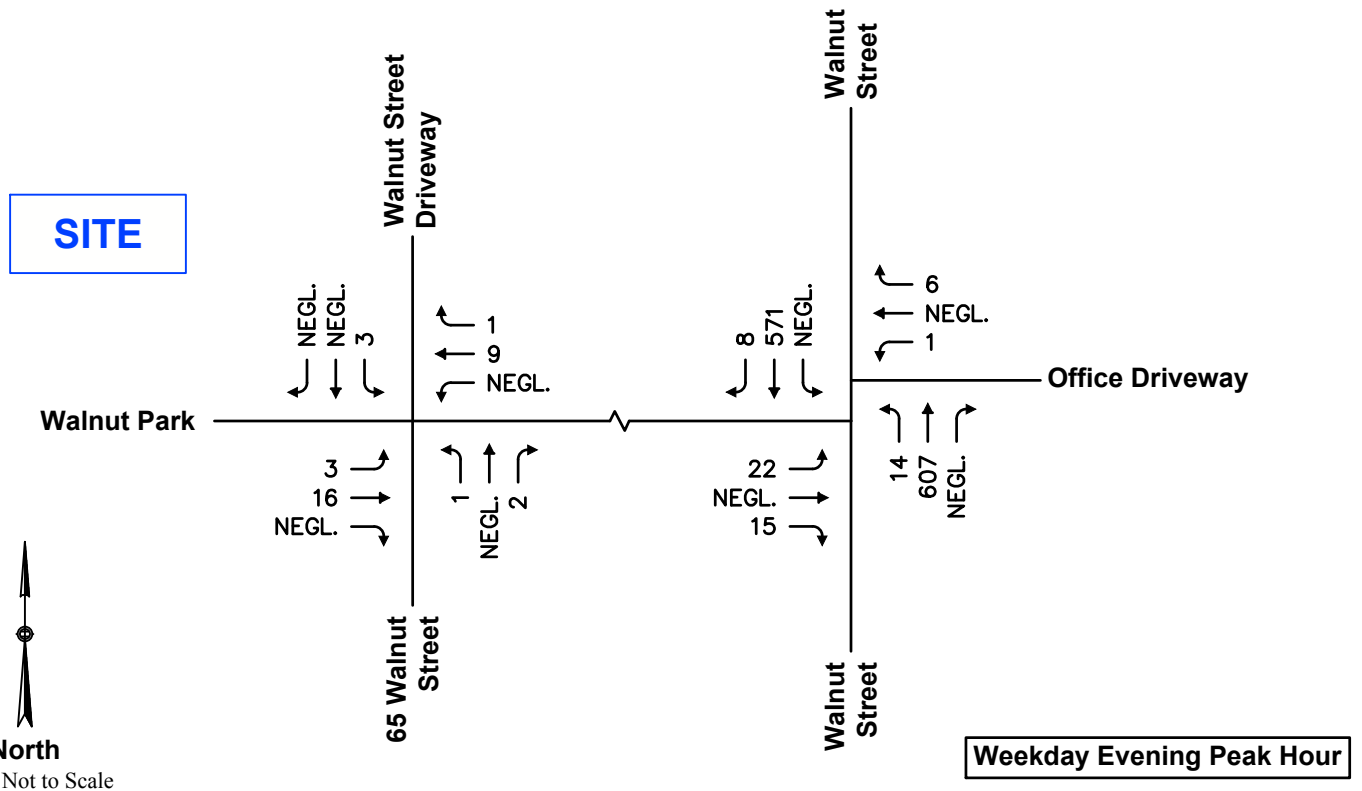 Walnut
Street
Walnut Street
Driveway
SITE
NEGL.
NEGL.
3
1
9
NEGL.
8
571
NEGL.
6
NEGL.
1
Office Driveway
Walnut Park
3
16
NEGL.
1
NEGL.
2
22
NEGL.
15
14
607
NEGL.
65 Walnut
Street
Walnut
Street
North
Not to Scale
Weekday Evening Peak Hour